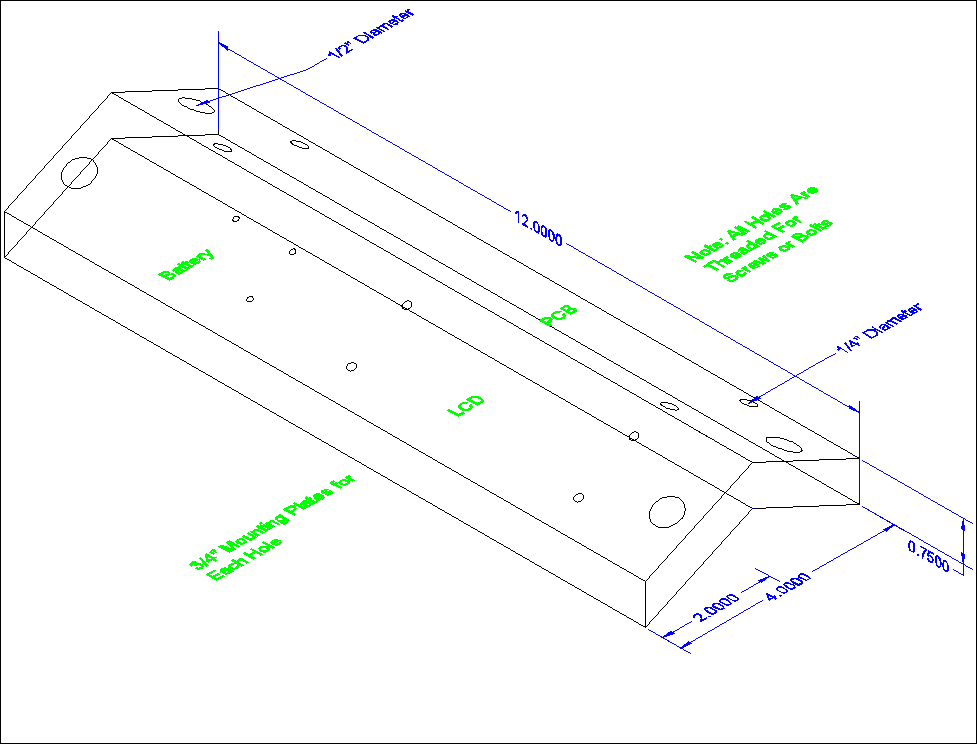 1/2" Diameter
12.0000
Note: All Holes Are
Threaded For
Screws or Bolts
Battery
PCB
1/4" Diameter
LCD
3/4" Mounting Plates for
Each Hole
0.7500
2.0000
4.0000